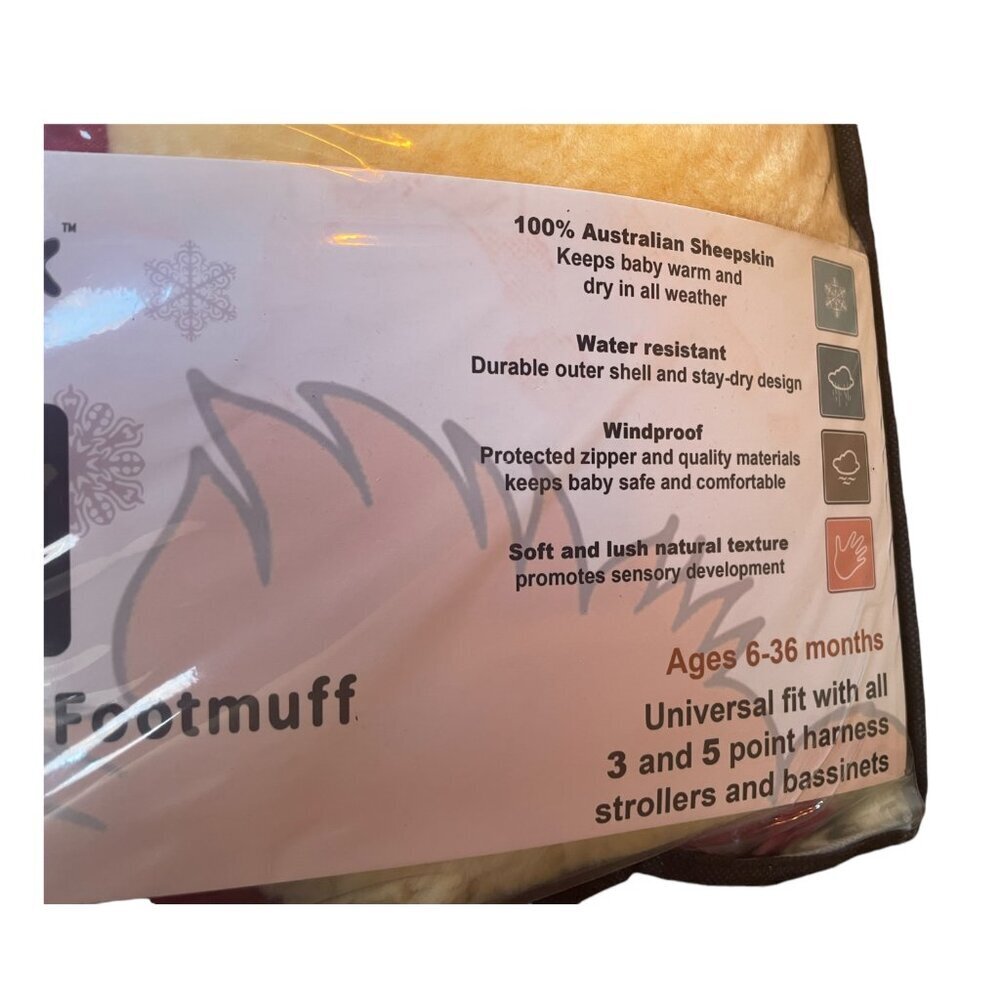 ™
100% Australian Sheepskin
Keeps baby warm and
dry in all weather
Water resistant
Durable outer shell and stay-dry design
Windproof
Protected zipper and quality materials
keeps baby safe and comfortable
Soft and lush natural texture
promotes sensory development
Ages 6-36 months
Footmuff
Universal fit with all
3 and 5 point harness
strollers and bassinets